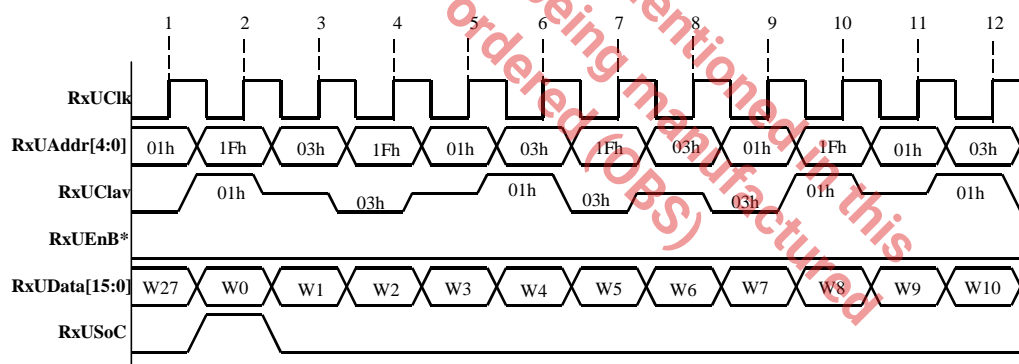 1 2 3 4 5 6 7 8 9 10 11 12
RxUClk
RxUAddr[4:0] 01h 1Fh 03h 1Fh 01h 03h 1Fh 03h 01h 1Fh 01h 03h
RxUClav 01h 03h 01h 03h 03h 01h 01h
RxUEnB*
RxUData[15:0] W27 W0 W1 W2 W3 W4 W5 W6 W7 W8 W9 W10
RxUSoC
mentioned in this
being manufactured
ordered (OBS)